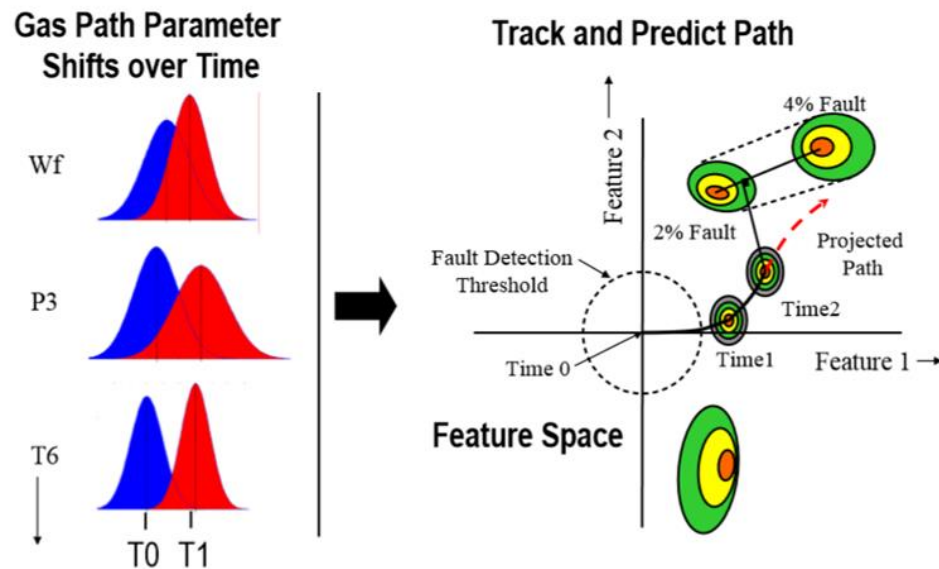 Gas Path Parameter
Shifts over Time
Wf
P3
T6
T0
T1
Track and Predict Path
Feature 2
4% Fault
2% Fault
Projected
Path
Fault Detection
Threshold
Time2
Time 0
Time1
Feature 1
Feature Space